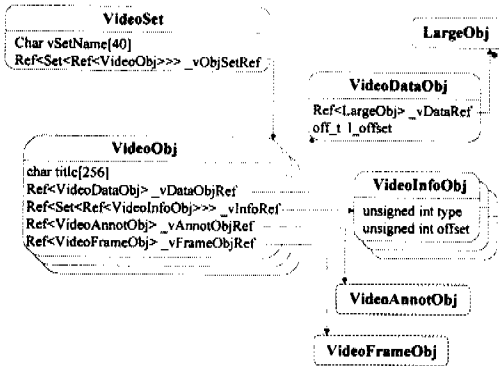 VideoSet
Char vSetName[40]
Ref<Set<Ref<VideoObj>>> _vObjSetRef
LargeObj
VideoDataObj
Ref<LargeObj> _vDataRef
off_t l_offset
VideoObj
char title[256]
Ref<VideoDataObj> _vDataObjRef
Ref<Set<Ref<VideoInfoObj>>> _vInfoRef
Ref<VideoAnnotObj> _vAnnotObjRef
Ref<VideoFrameObj> _vFrameObjRef
VideoInfoObj
unsigned int type
unsigned int offset
VideoAnnotObj
VideoFrameObj